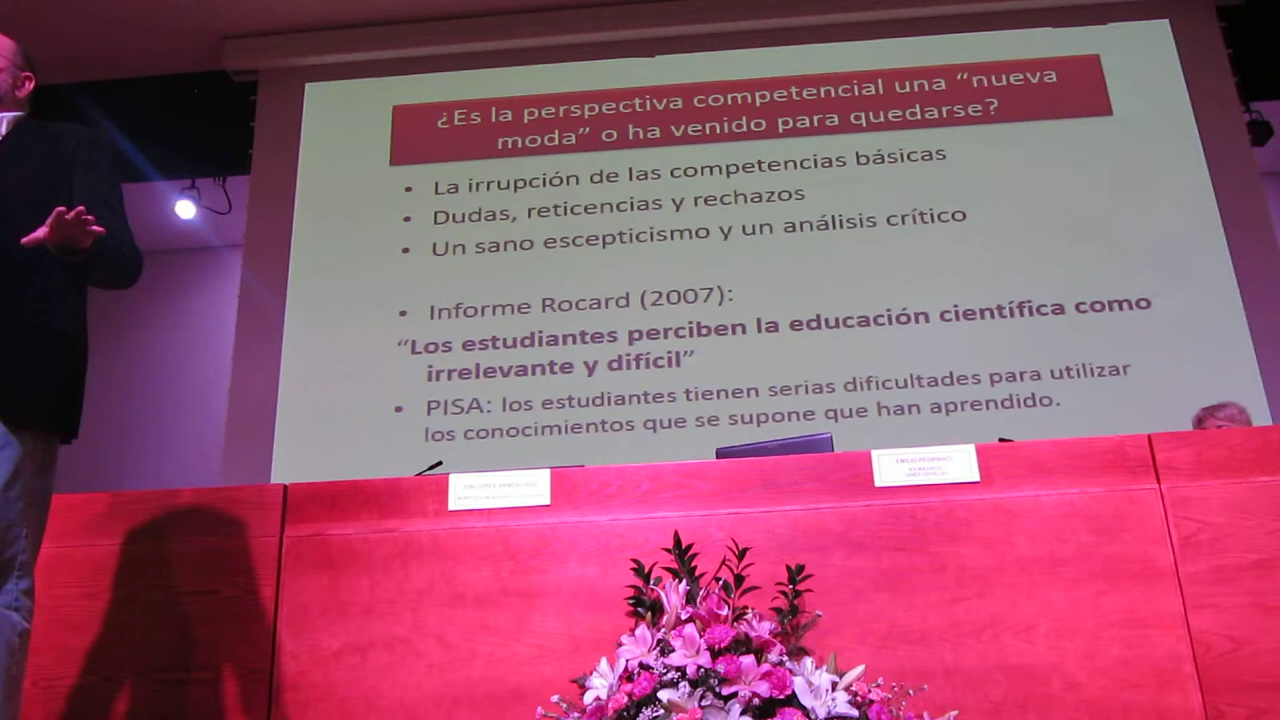 ¿Es la perspectiva competencial una “nueva
moda” o ha venido para quedarse?
• La irrupción de las competencias básicas
• Dudas, reticencias y rechazos
• Un sano escepticismo y un análisis crítico
• Informe Rocard (2007):
“Los estudiantes perciben la educación científica como
irrelevante y difícil”
• PISA: los estudiantes tienen serias dificultades para utilizar
los conocimientos que se supone que han aprendido.
EMILIO PEDRINACI